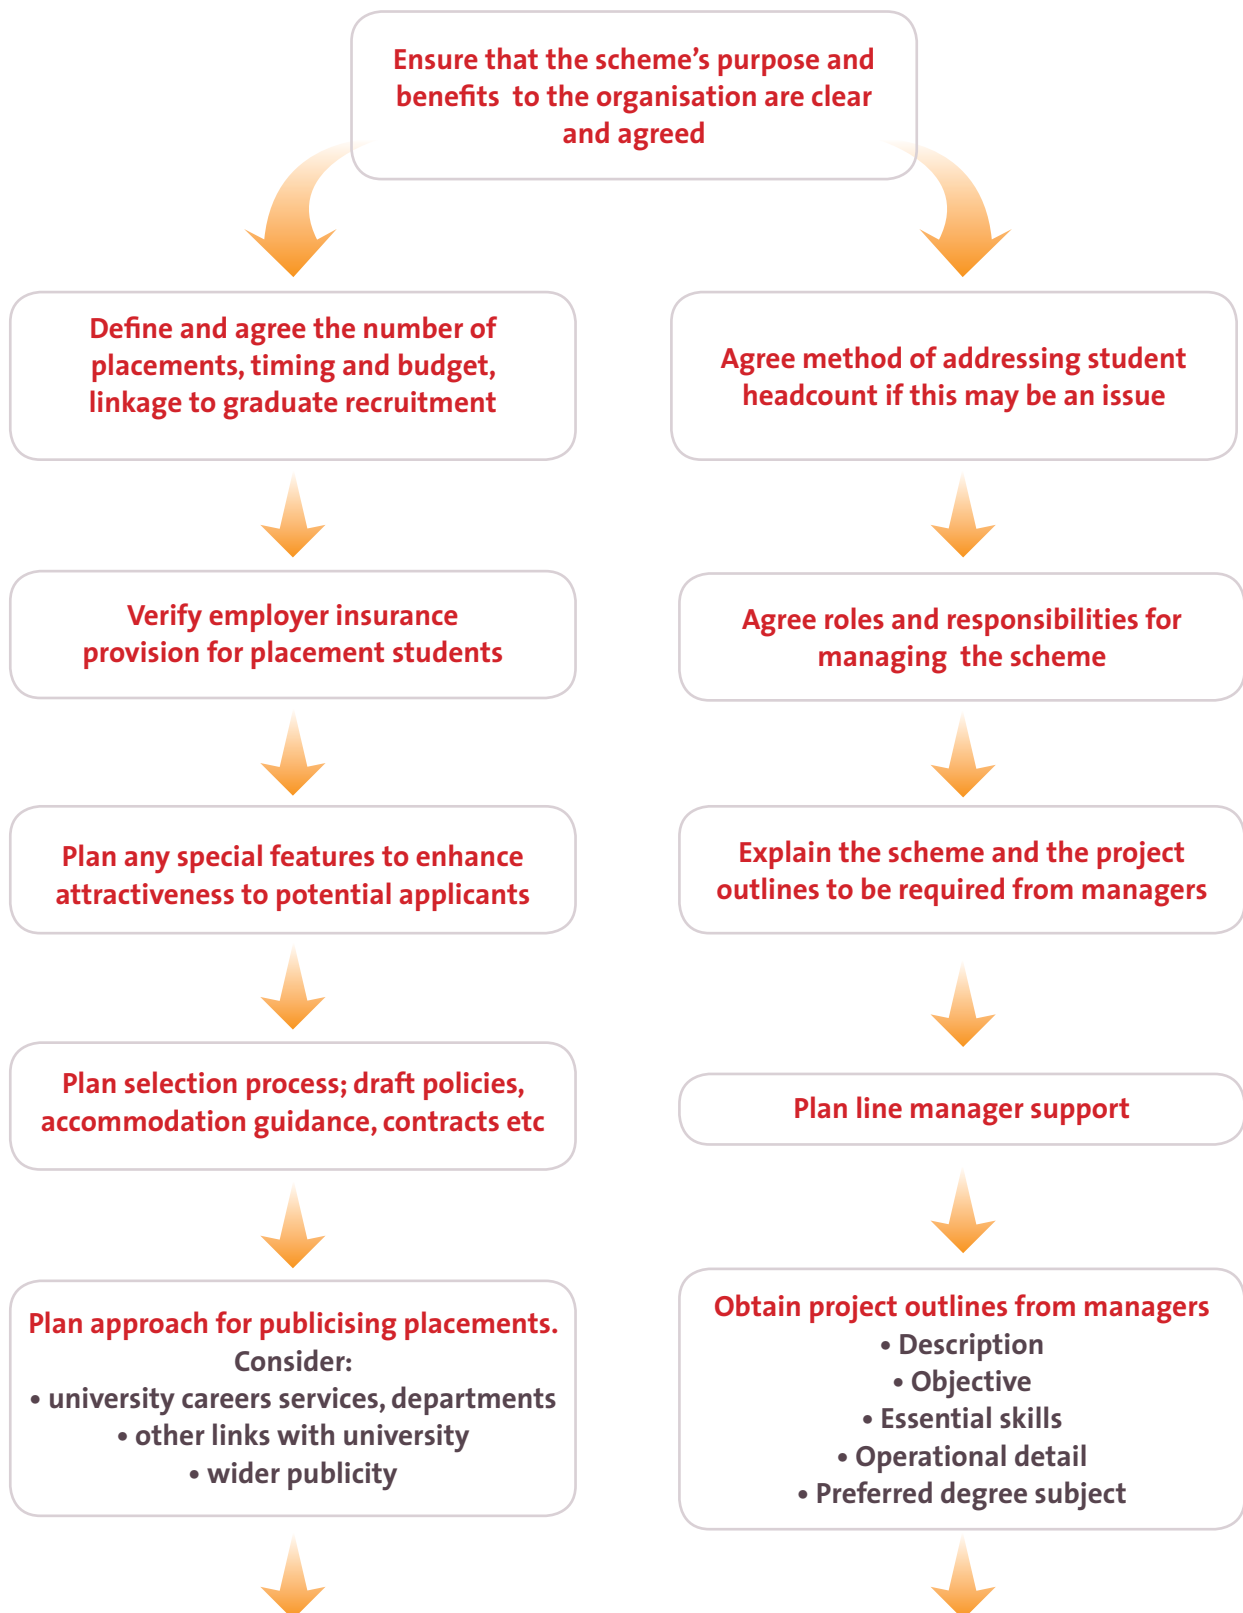 Ensure that the scheme’s purpose and
benefits  to the organisation are clear
and agreed
Define and agree the number of
placements, timing and budget,
linkage to graduate recruitment
Agree method of addressing student
headcount if this may be an issue
Verify employer insurance
provision for placement students
Agree roles and responsibilities for
managing  the scheme
Plan any special features to enhance
attractiveness to potential applicants
Explain the scheme and the project
outlines to be required from managers
Plan selection process; draft policies,
accommodation guidance, contracts etc
Plan line manager support
Plan approach for publicising placements.
Consider:
• university careers services, departments
• other links with university
• wider publicity
Obtain project outlines from managers
• Description
• Objective
• Essential skills
• Operational detail
• Preferred degree subject